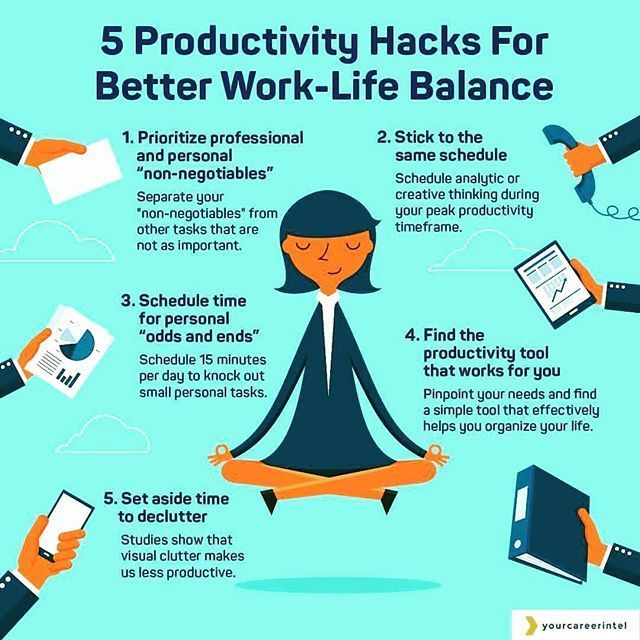 5 Productivity Hacks For
Better Work-Life Balance
1. Prioritize professional
and personal
"non-negotiables"
Separate your
"non-negotiables" from
other tasks that are
not as important.
2. Stick to the
same schedule
Schedule analytic or
creative thinking during
your peak productivity
timeframe.
3. Schedule time
for personal
"odds and ends"
Schedule 15 minutes
per day to knock out
small personal tasks.
4. Find the
productivity tool
that works for you
Pinpoint your needs and find
a simple tool that effectively
helps you organize your life.
5. Set aside time
to declutter
Studies show that
visual clutter makes
us less productive.
yourcareerintel